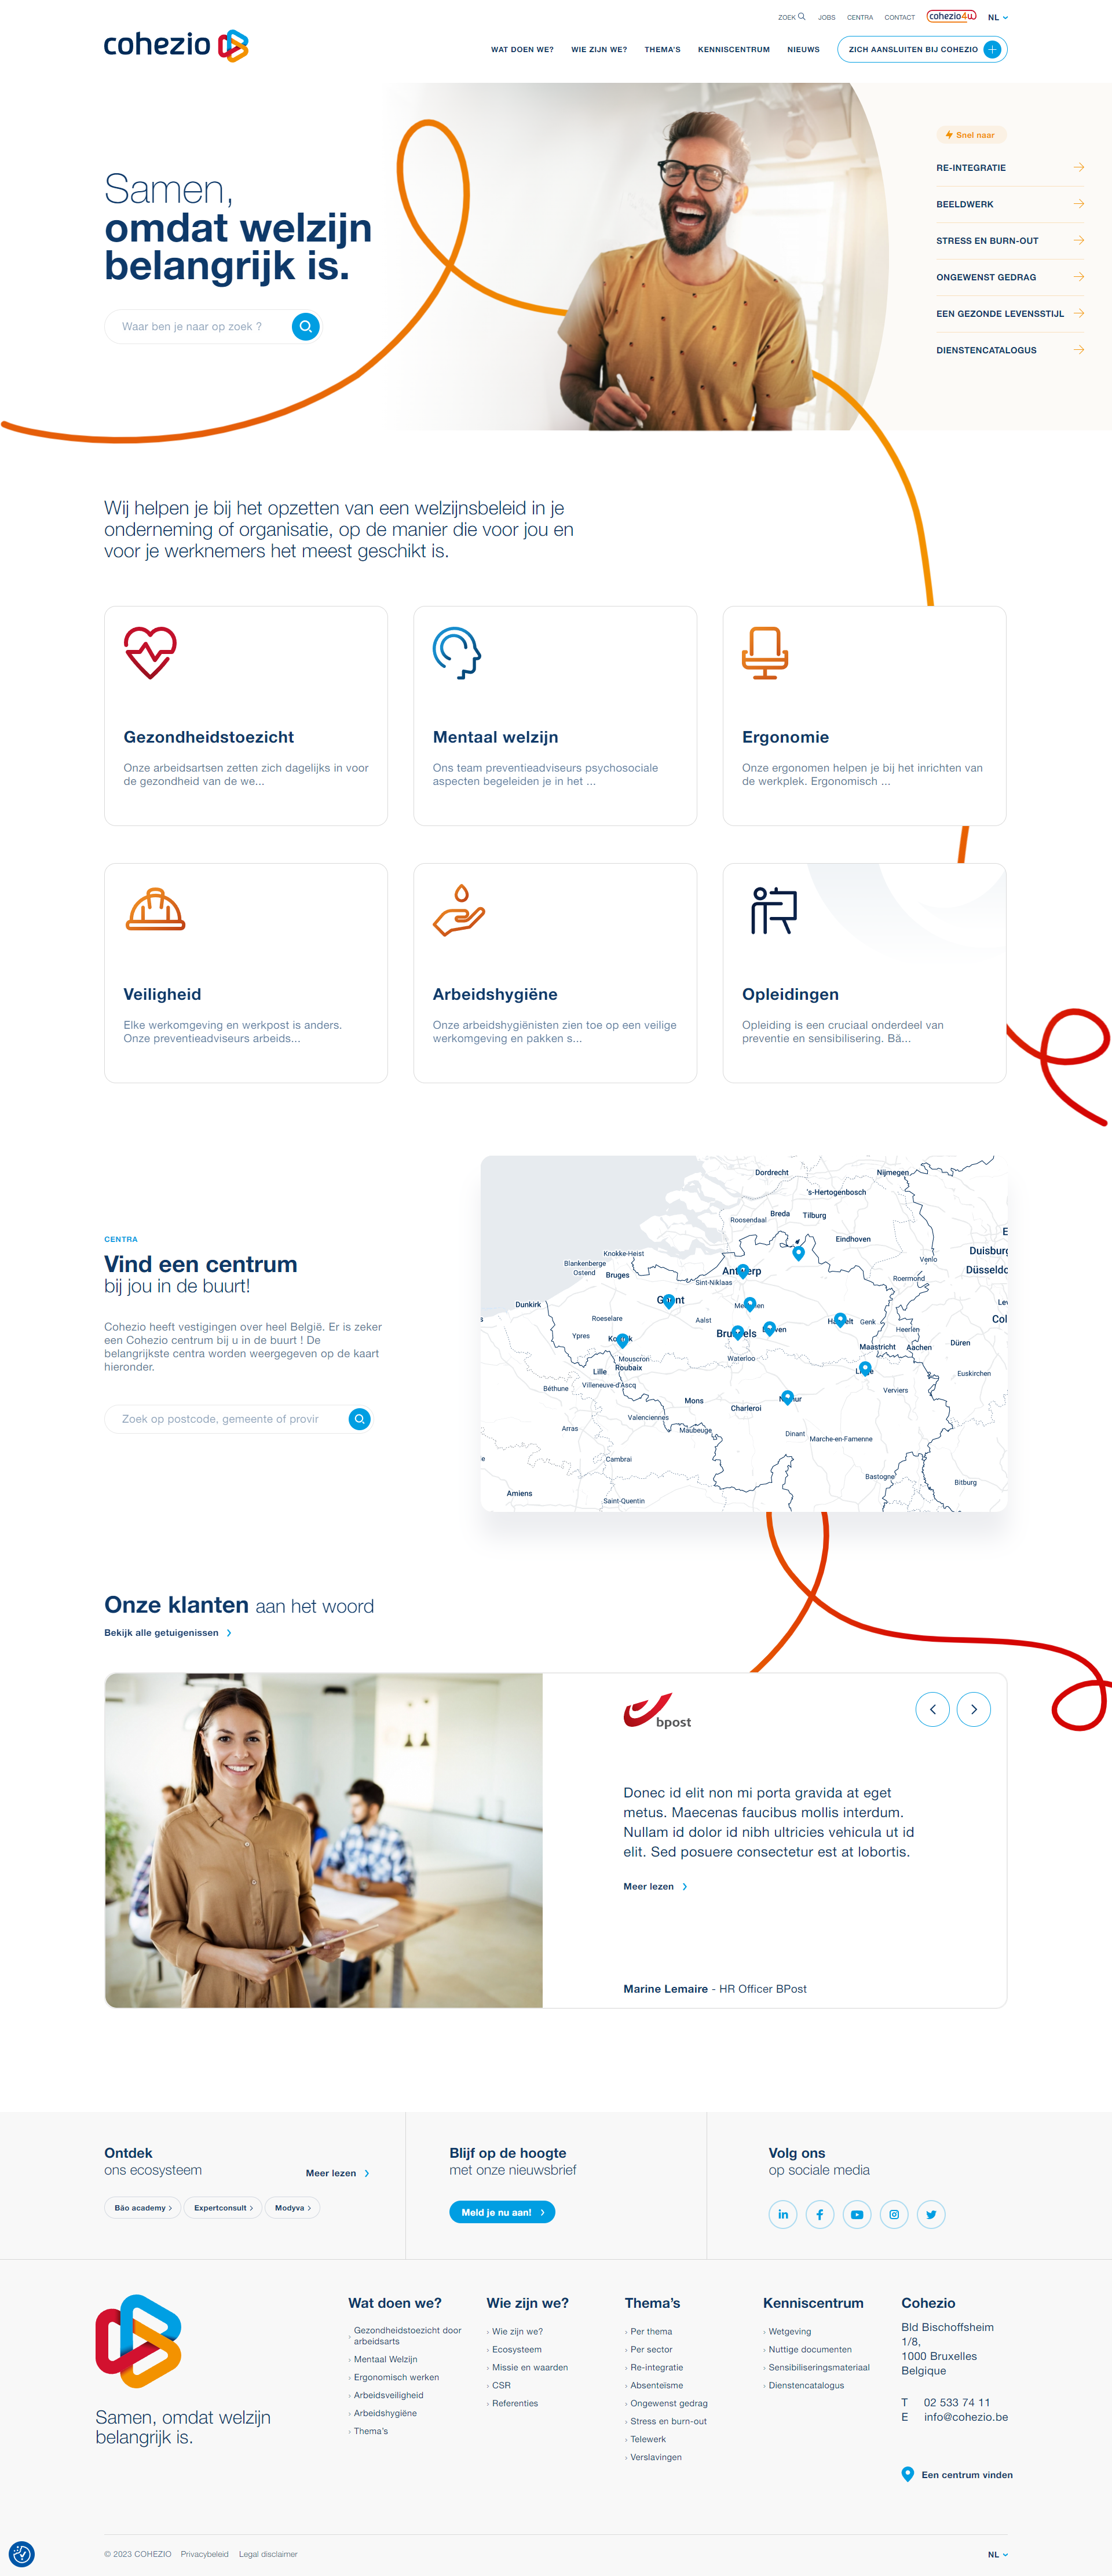 ZOEK JOBS CENTRA CONTACT cohezio4u NL
cohezio
WAT DOEN WE? WIE ZIJN WE? THEMA'S KENNISCENTRUM NIEUWS ZICH AANSLUITEN BIJ COHEZIO
Samen,
omdat welzijn
belangrijk is.
Waar ben je naar op zoek ?
Snel naar
RE-INTEGRATIE
BEELDWERK
STRESS EN BURN-OUT
ONGEWENST GEDRAG
EEN GEZONDE LEVENSSTIJL
DIENSTENCATALOGUS
Wij helpen je bij het opzetten van een welzijnsbeleid in je
onderneming of organisatie, op de manier die voor jou en
voor je werknemers het meest geschikt is.
Gezondheidstoezicht
Onze arbeidsartsen zetten zich dagelijks in voor
de gezondheid van de we...
Mentaal welzijn
Ons team preventieadviseurs psychosociale
aspecten begeleiden je in het ...
Ergonomie
Onze ergonomen helpen je bij het inrichten van
de werkplek. Ergonomisch ...
Veiligheid
Elke werkomgeving en werkpost is anders.
Onze preventieadviseurs arbeids...
Arbeidshygiëne
Onze arbeidshygiënisten zien toe op een veilige
werkomgeving en pakken s...
Opleidingen
Opleiding is een cruciaal onderdeel van
preventie en sensibilisering. Bä...
CENTRA
Vind een centrum
bij jou in de buurt!
Cohezio heeft vestigingen over heel België. Er is zeker
een Cohezio centrum bij u in de buurt ! De
belangrijkste centra worden weergegeven op de kaart
hieronder.
Zoek op postcode, gemeente of provir
Dordrecht
Nijmegen
's-Hertogenbosch
Breda
Tilburg
Roosendaal
Eindhoven
Knokke-Heist
Blankenberge
Ostend
Bruges
Venlo
Duisburg
Düsseldo
Roermond
Sint-Niklaas
Dunkirk
Roeselare
Aalst
Genk
Heerlen
Ypres
Brussels
Maastricht
Aachen
Düren
Mouscron
Roubaix
Lille
Waterloo
Euskirchen
Villeneuve-d'Ascq
Béthune
Verviers
Mons
Charleroi
Valenciennes
Arras
Maubeuge
Dinant
Marche-en-Famenne
Cambrai
Bastogne
Bitburg
Amiens
Saint-Quentin
Onze klanten aan het woord
Bekijk alle getuigenissen
bpost
Donec id elit non mi porta gravida at eget
metus. Maecenas faucibus mollis interdum.
Nullam id dolor id nibh ultricies vehicula ut id
elit. Sed posuere consectetur est at lobortis.
Meer lezen
Marine Lemaire - HR Officer BPost
Ontdek
ons ecosysteem
Meer lezen
Bäo academy
Expertconsult
Modyva
Blijf op de hoogte
met onze nieuwsbrief
Meld je nu aan!
Volg ons
op sociale media
Samen, omdat welzijn
belangrijk is.
Wat doen we?
Gezondheidstoezicht door
arbeidsarts
Mentaal Welzijn
Ergonomisch werken
Arbeidsveiligheid
Arbeidshygiëne
Thema's
Wie zijn we?
Wie zijn we?
Ecosysteem
Missie en waarden
CSR
Referenties
Thema's
Per thema
Per sector
Re-integratie
Absenteïsme
Ongewenst gedrag
Stress en burn-out
Telewerk
Verslavingen
Kenniscentrum
Wetgeving
Nuttige documenten
Sensibiliseringsmateriaal
Dienstencatalogus
Cohezio
Bld Bischoffsheim
1/8,
1000 Bruxelles
Belgique
T 02 533 74 11
E info@cohezio.be
Een centrum vinden
© 2023 COHEZIO Privacybeleid Legal disclaimer
NL